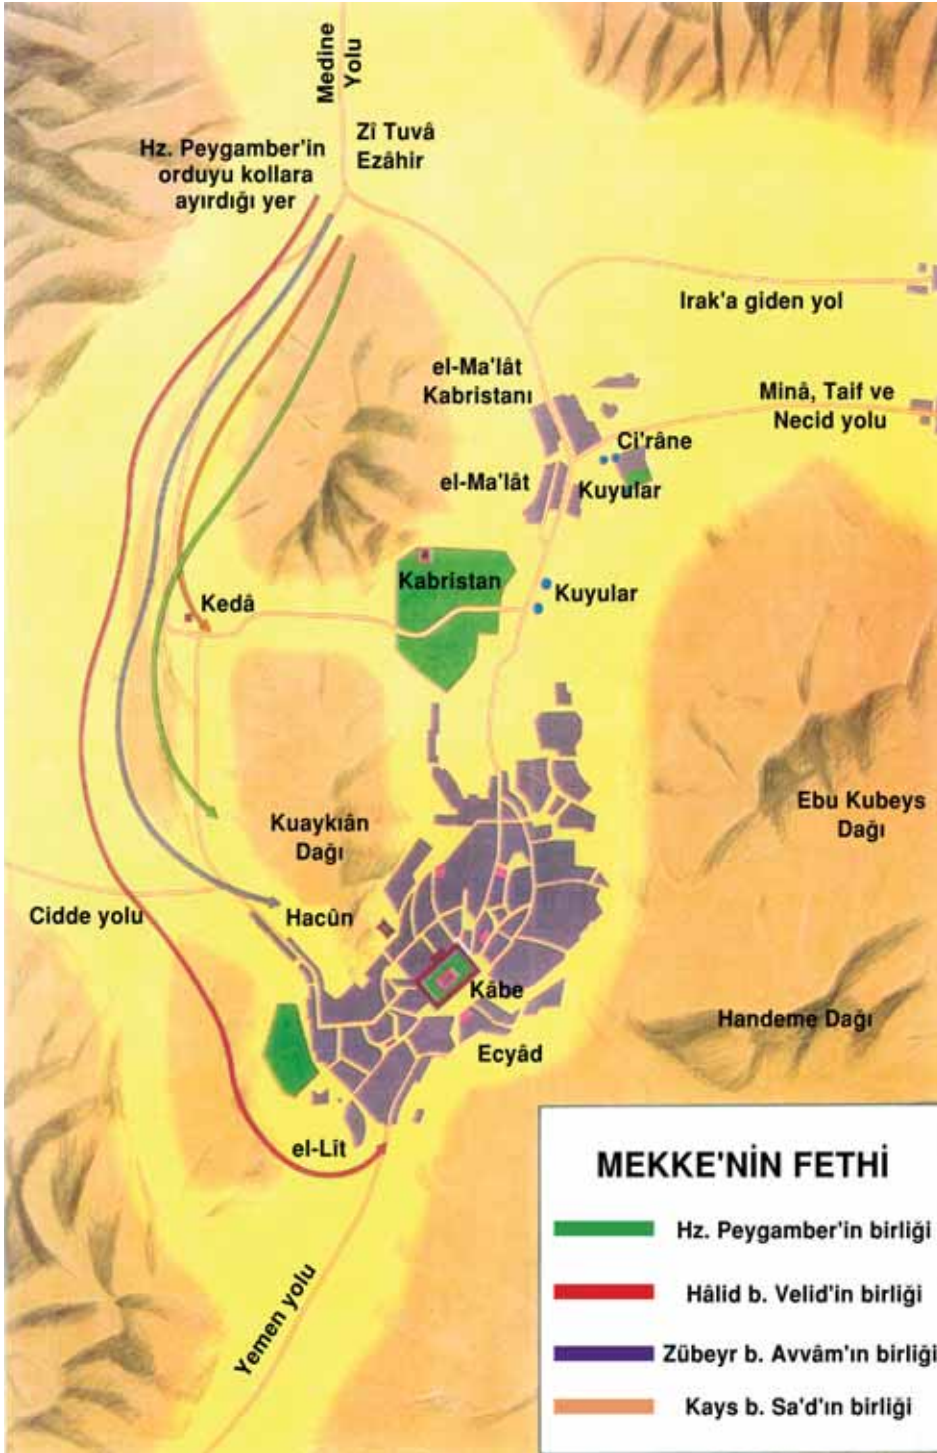 Medine
Yolu
Zî Tuvâ
Ezâhir
Hz. Peygamber'in
orduyu kollara
ayırdığı yer
Irak'a giden yol
el-Ma'lât
Kabristanı
Minâ, Taif ve
Necid yolu
Ci'râne
el-Ma'lât
Kuyular
Kabristan
Kuyular
Kedâ
Ebu Kubeys
Dağı
Kuaykıân
Dağı
Cidde yolu
Hacûn
Kâbe
Handeme Dağı
Ecyâd
el-Lît
Yemen yolu
MEKKE'NİN FETHİ
Hz. Peygamber'in birliği
Hâlid b. Velid'in birliği
Zübeyr b. Avvâm'ın birliği
Kays b. Sa'd'ın birliği